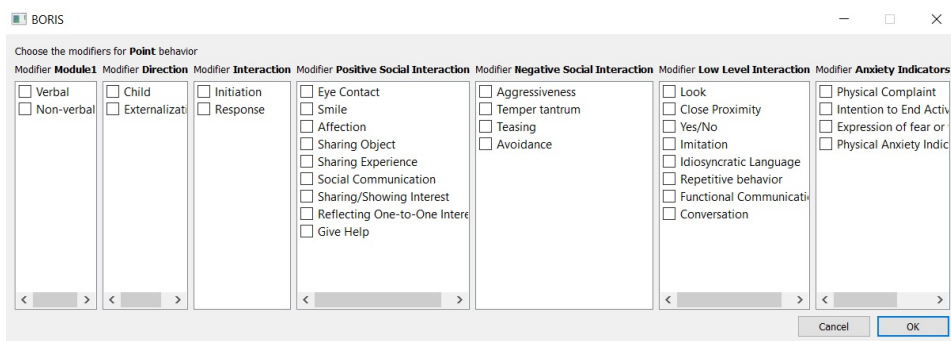 BORIS
Choose the modifiers for Point behavior
Modifier Module1
Verbal
Non-verbal
Modifier Direction
Child
Externalizati
Modifier Interaction
Initiation
Response
Modifier Positive Social Interaction
Eye Contact
Smile
Affection
Sharing Object
Sharing Experience
Social Communication
Sharing/Showing Interest
Reflecting One-to-One Intere
Give Help
Modifier Negative Social Interaction
Aggressiveness
Temper tantrum
Teasing
Avoidance
Modifier Low Level Interaction
Look
Close Proximity
Yes/No
Imitation
Idiosyncratic Language
Repetitive behavior
Functional Communicati
Conversation
Modifier Anxiety Indicators
Physical Complaint
Intention to End Activ
Expression of fear or
Physical Anxiety Indic
Cancel
OK